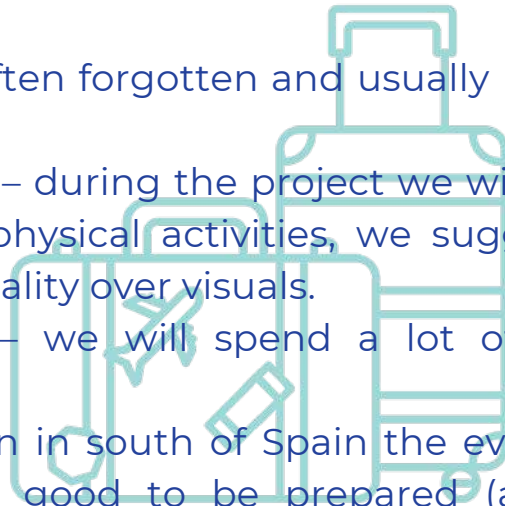 ften forgotten and usually
– during the project we wi
physical activities, we sugg
ality over visuals.
– we will spend a lot o
n in south of Spain the ev
good to be prepared (a